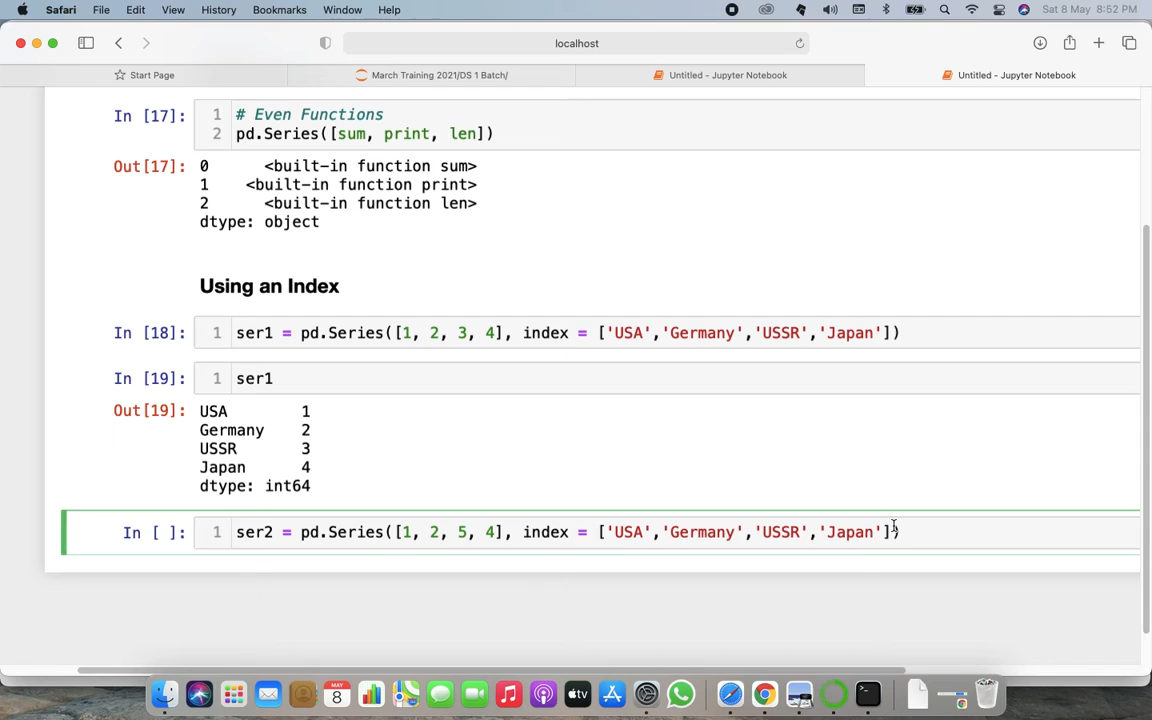 Safari File Edit View History Bookmarks Window Help Sat 8 May 8:52 PM
localhost
Start Page March Training 2021/DS 1 Batch/ Untitled - Jupyter Notebook Untitled - Jupyter Notebook
In [17]: 1 # Even Functions
2 pd.Series([sum, print, len])
Out[17]: 0 <built-in function sum>
1 <built-in function print>
2 <built-in function len>
dtype: object
Using an Index
In [18]: 1 ser1 = pd.Series([1, 2, 3, 4], index = ['USA','Germany','USSR','Japan'])
In [19]: 1 ser1
Out[19]: USA 1
Germany 2
USSR 3
Japan 4
dtype: int64
In [ ]: 1 ser2 = pd.Series([1, 2, 5, 4], index = ['USA','Germany','USSR','Japan'])
MAY
8
tv